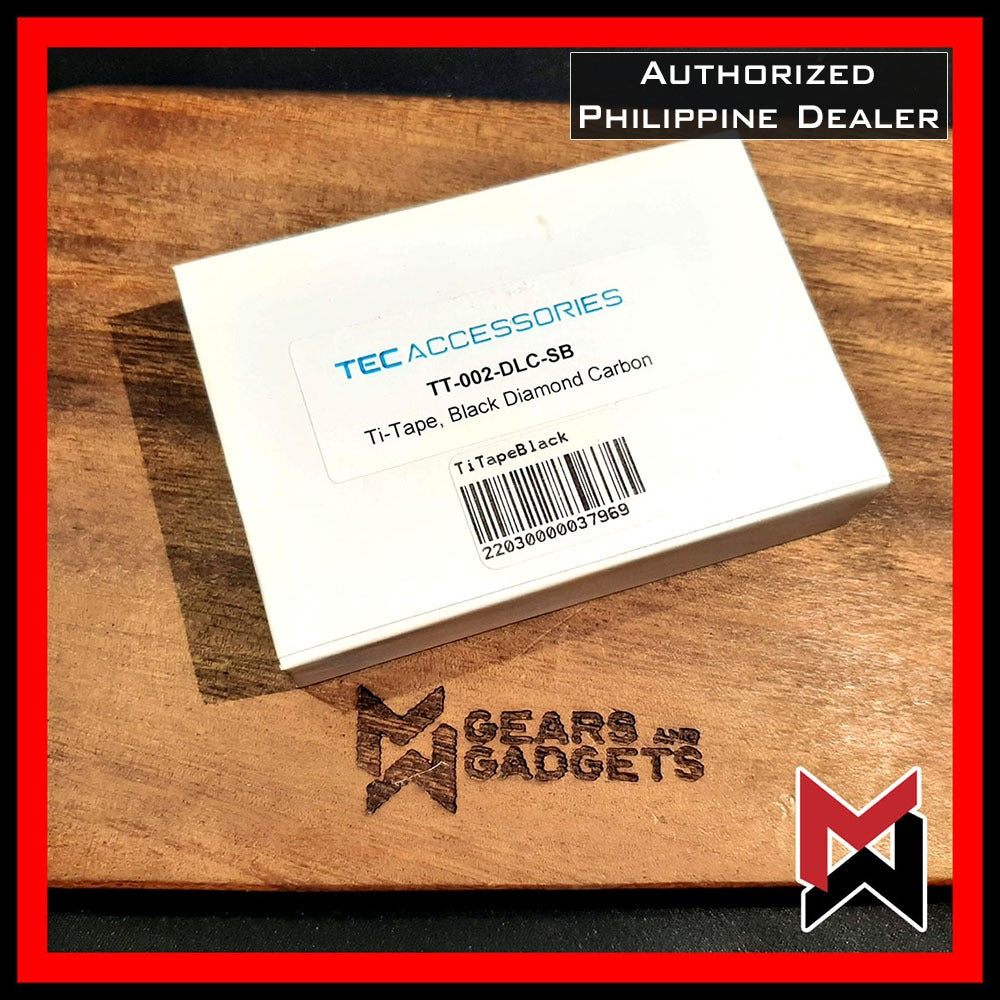 AUTHORIZED
PHILIPPINE DEALER
TEC ACCESSORIES
TT-002-DLC-SB
Ti-Tape, Black Diamond Carbon
TiTapeBlack
22030000037969
GEARS AND
GADGETS